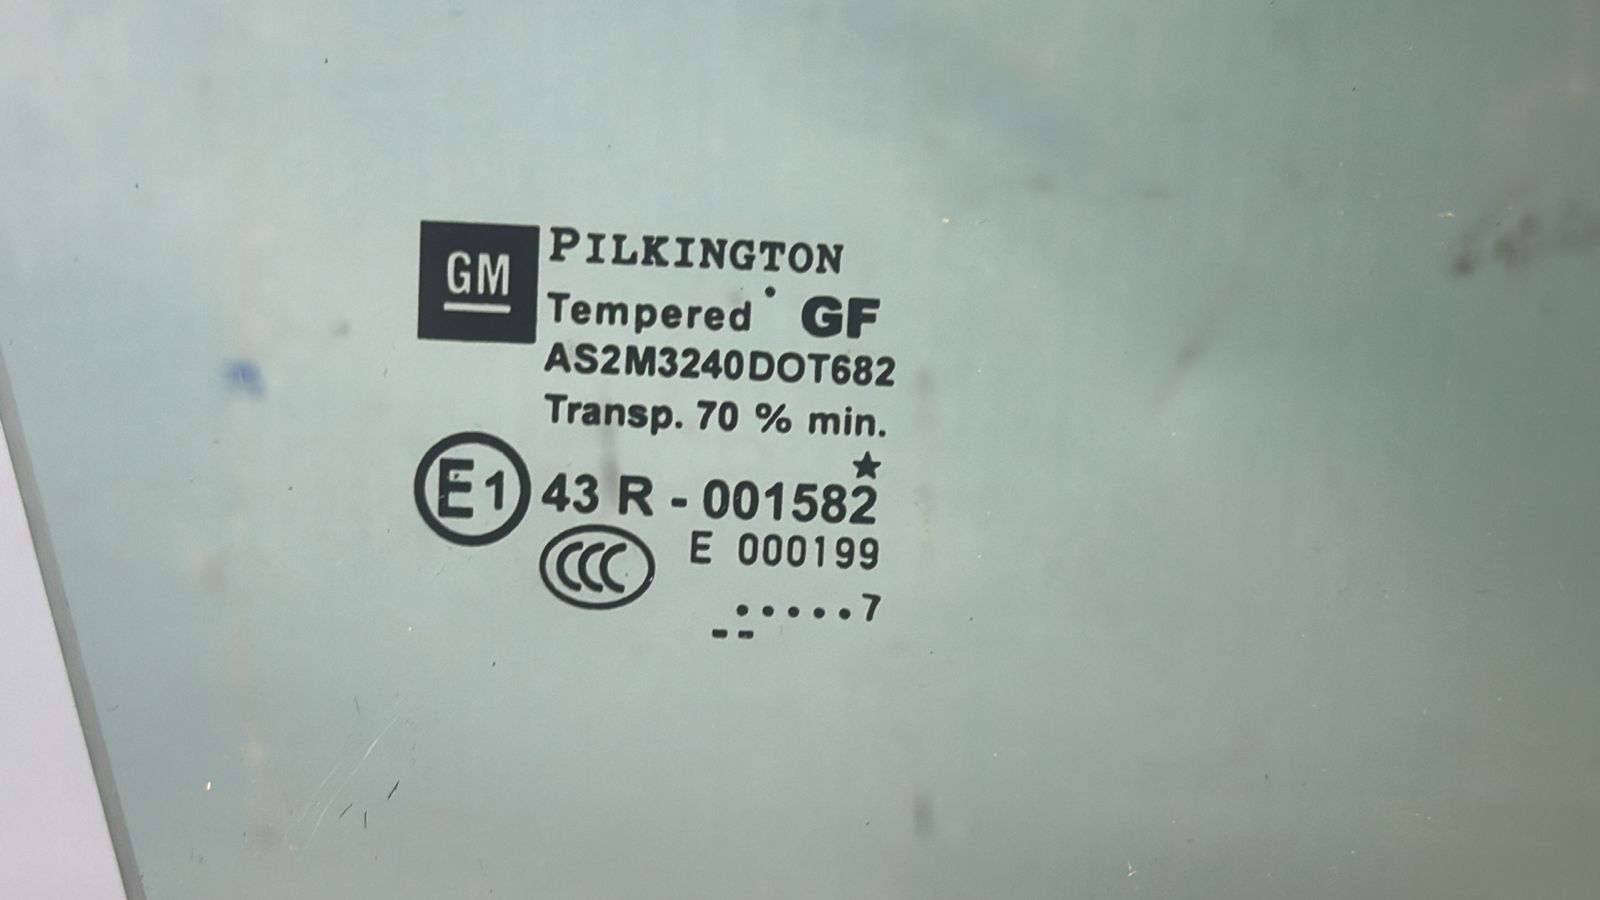 GM PILKINGTON
Tempered GF
AS2M3240DOT682
Transp. 70 % min.
E1 43 R - 001582
CCC E 000199
.....7
--